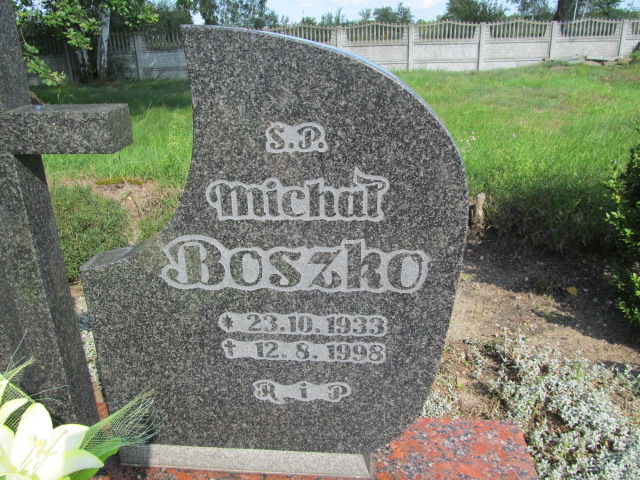 Ś.P.
Michał
Boszko
* 23.10.1933
† 12.8.1998
R i P